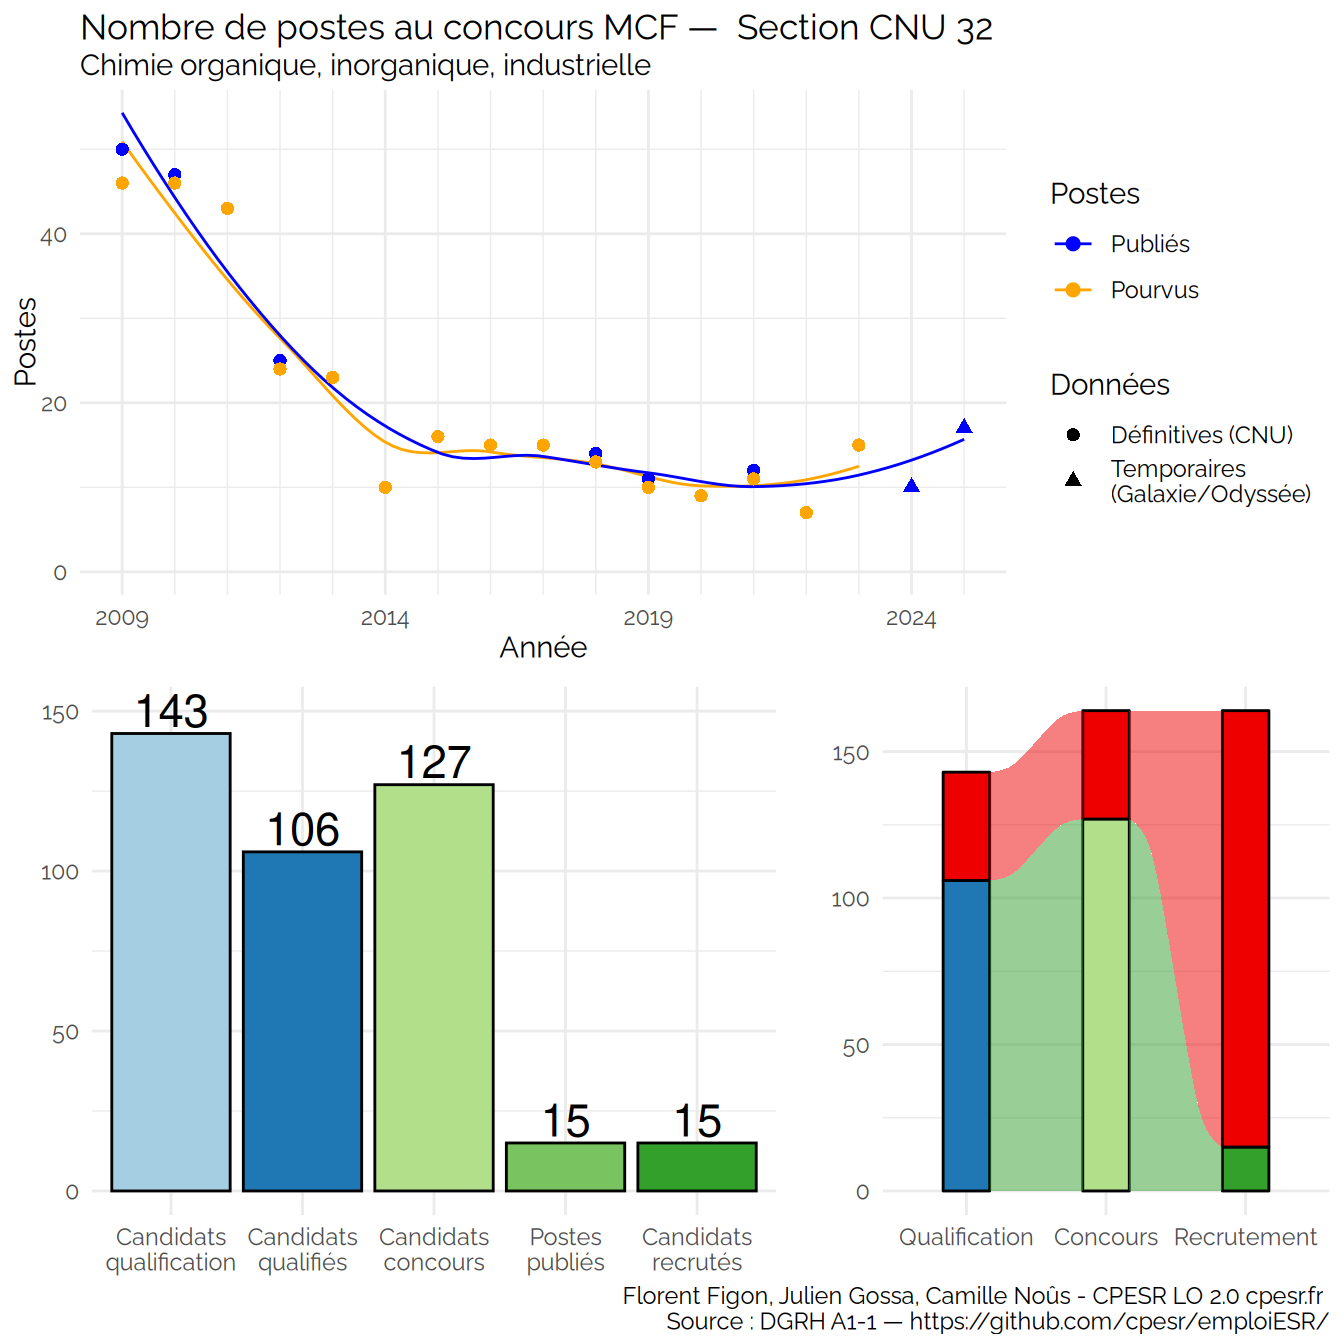 Nombre de postes au concours MCF —  Section CNU 32
Chimie organique, inorganique, industrielle
Postes
40
20
0
2009
2014
2019
2024
Année
Postes
Publiés
Pourvus
Données
Définitives (CNU)
Temporaires
(Galaxie/Odyssée)
150
100
50
0
143
106
127
15
15
Candidats
qualification
Candidats
qualifiés
Candidats
concours
Postes
publiés
Candidats
recrutés
150
100
50
0
Qualification
Concours
Recrutement
Florent Figon, Julien Gossa, Camille Noûs - CPESR LO 2.0 cpesr.fr
Source : DGRH A1-1 — https://github.com/cpesr/emploiESR/